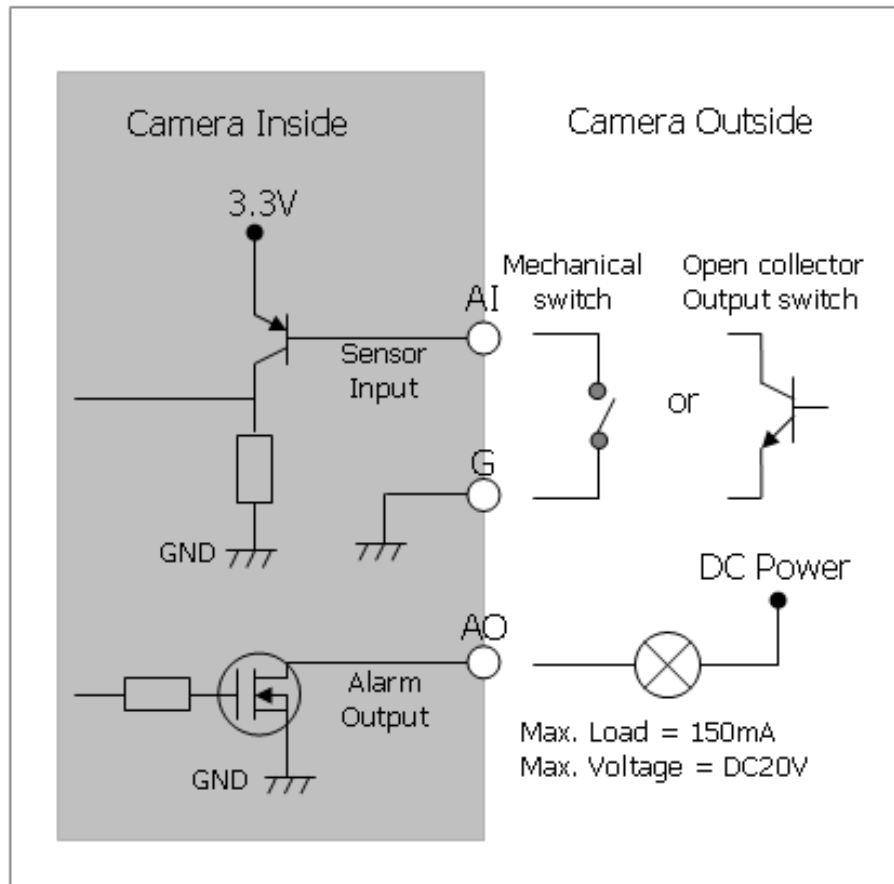 Camera Inside
Camera Outside
3.3V
AI
Sensor
Input
Mechanical
switch
Open collector
Output switch
or
G
GND
DC Power
AO
Alarm
Output
GND
Max. Load = 150mA
Max. Voltage = DC20V